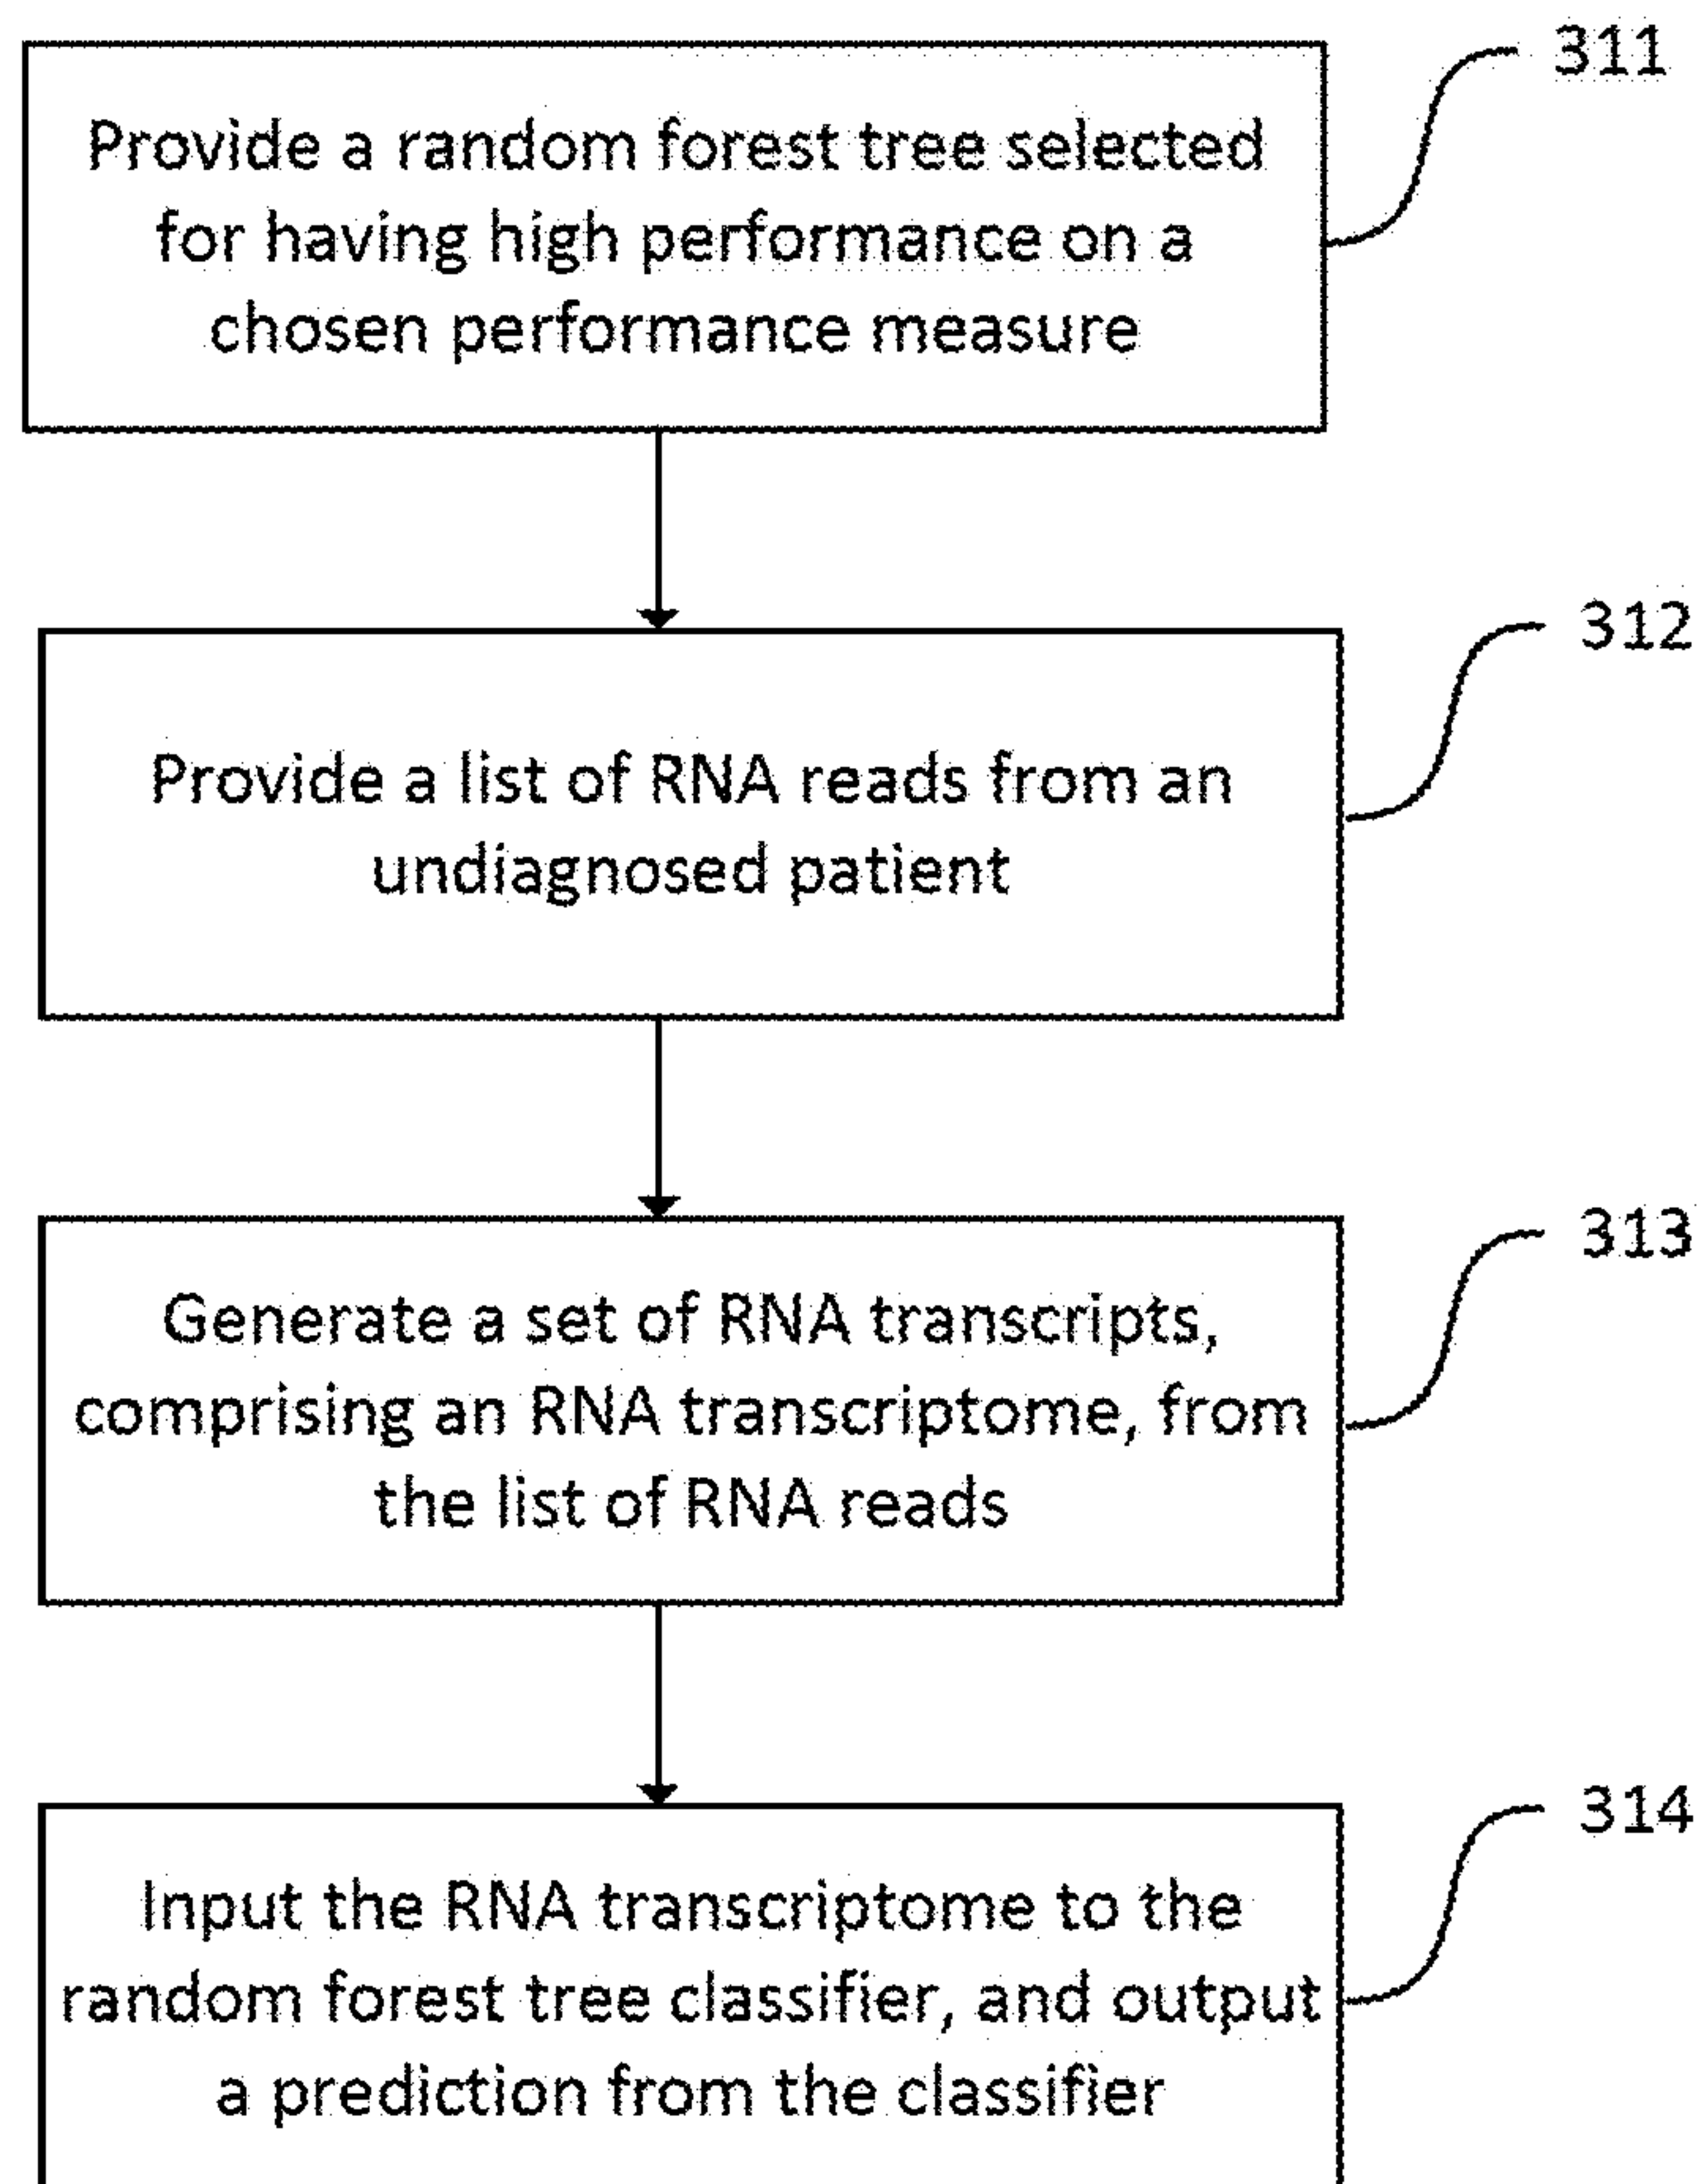 311
Provide a random forest tree selected
for having high performance on a
chosen performance measure
312
Provide a list of RNA reads from an
undiagnosed patient
313
Generate a set of RNA transcripts,
comprising an RNA transcriptome, from
the list of RNA reads
314
Input the RNA transcriptome to the
random forest tree classifier, and output
a prediction from the classifier